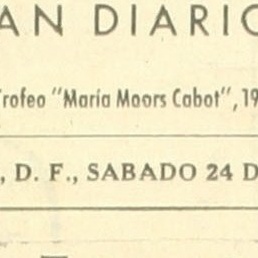 AN DIARIO
Trofeo "María Moors Cabot", 19
, D. F., SABADO 24 D